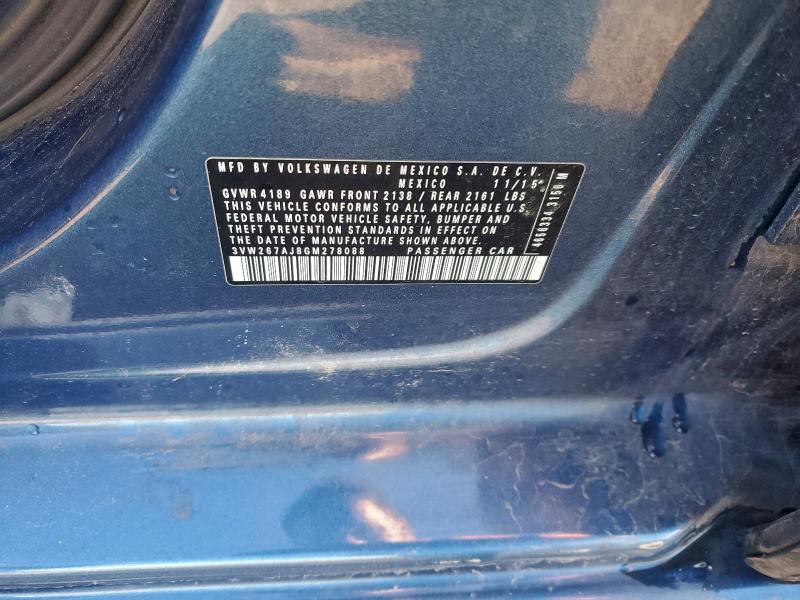 MFD BY VOLKSWAGEN DE MEXICO S.A. DE C.V.
MEXICO 11/15
GVWR 4189 GAWR FRONT 2138 / REAR 2161 LBS
THIS VEHICLE CONFORMS TO ALL APPLICABLE U.S.
FEDERAL MOTOR VEHICLE SAFETY, BUMPER AND
THEFT PREVENTION STANDARDS IN EFFECT ON
THE DATE OF MANUFACTURE SHOWN ABOVE.
3VW267AJ8GM278088 PASSENGER CAR
4656334 3156 M